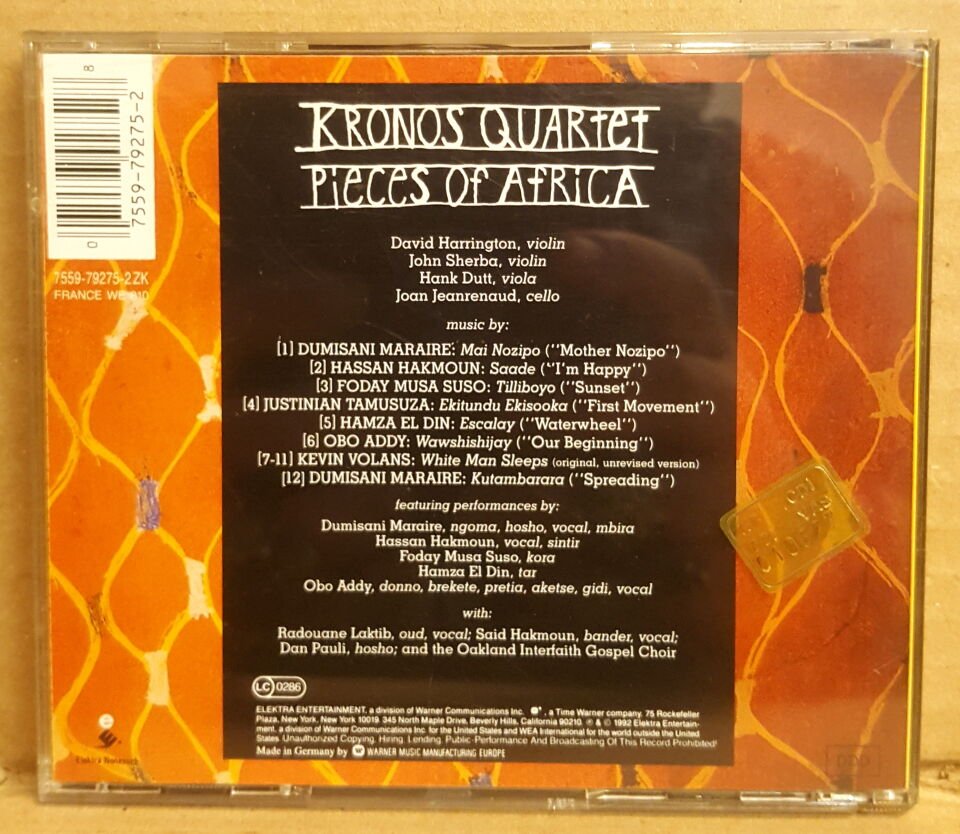 KRONOS QUARTET
PIECES OF AFRICA
8
7559-79275-2
0
7559-79275-2 ZK
FRANCE WE
David Harrington, violin
John Sherba, violin
Hank Dutt, viola
Joan Jeanrenaud, cello
music by:
[1] DUMISANI MARAIRE: Mai Nozipo (''Mother Nozipo'')
[2] HASSAN HAKMOUN: Saade (''I'm Happy'')
[3] FODAY MUSA SUSO: Tilliboyo (''Sunset'')
[4] JUSTINIAN TAMUSUZA: Ekitundu Ekisooka (''First Movement'')
[5] HAMZA EL DIN: Escalay (''Waterwheel'')
[6] OBO ADDY: Wawshishijay (''Our Beginning'')
[7-11] KEVIN VOLANS: White Man Sleeps (original, unrevised version)
[12] DUMISANI MARAIRE: Kutambarara (''Spreading'')
featuring performances by:
Dumisani Maraire, ngoma, hosho, vocal, mbira
Hassan Hakmoun, vocal, sintir
Foday Musa Suso, kora
Hamza El Din, tar
Obo Addy, donno, brekete, pretia, aketse, gidi, vocal
with:
Radouane Laktib, oud, vocal; Said Hakmoun, bander, vocal;
Dan Pauli, hosho; and the Oakland Interfaith Gospel Choir
LC 0286
ELEKTRA ENTERTAINMENT, a division of Warner Communications Inc. , a Time Warner company. 75 Rockefeller
Plaza, New York, New York 10019. 345 North Maple Drive, Beverly Hills, California 90210. ℗ & © 1992 Elektra Entertain-
ment, a division of Warner Communications Inc. for the United States and WEA International for the world outside the United
States. Unauthorized Copying, Hiring, Lending, Public Performance And Broadcasting Of This Record Prohibited!
Made in Germany by WARNER MUSIC MANUFACTURING EUROPE
Elektra Nonesuch
DDD